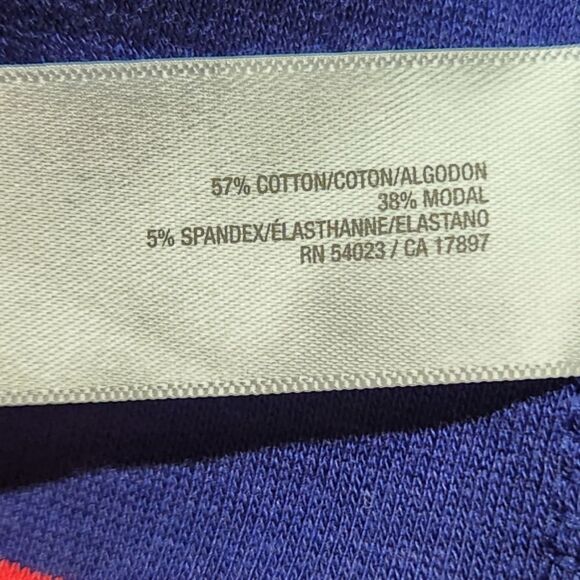 57% COTTON/COTON/ALGODON
38% MODAL
5% SPANDEX/ÉLASTHANNE/ELASTANO
RN 54023 / CA 17897